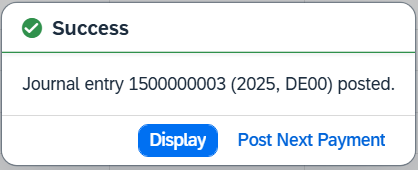 Success
Journal entry 1500000003 (2025, DE00) posted.
Display Post Next Payment